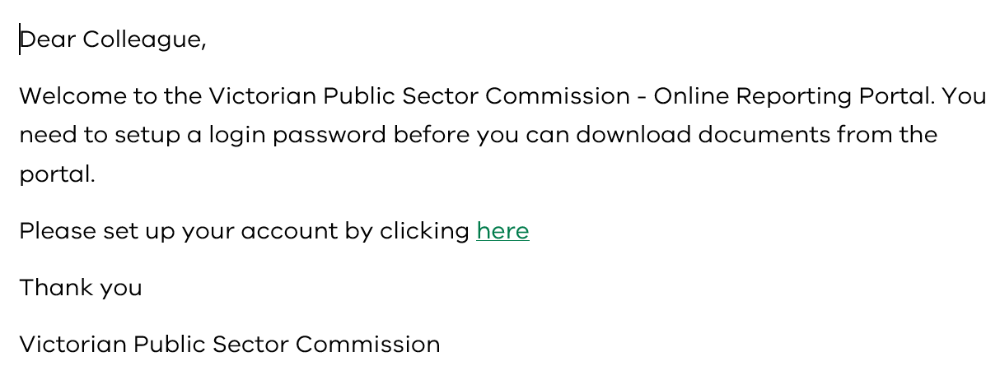 Dear Colleague,
Welcome to the Victorian Public Sector Commission - Online Reporting Portal. You
need to setup a login password before you can download documents from the
portal.
Please set up your account by clicking here
Thank you
Victorian Public Sector Commission